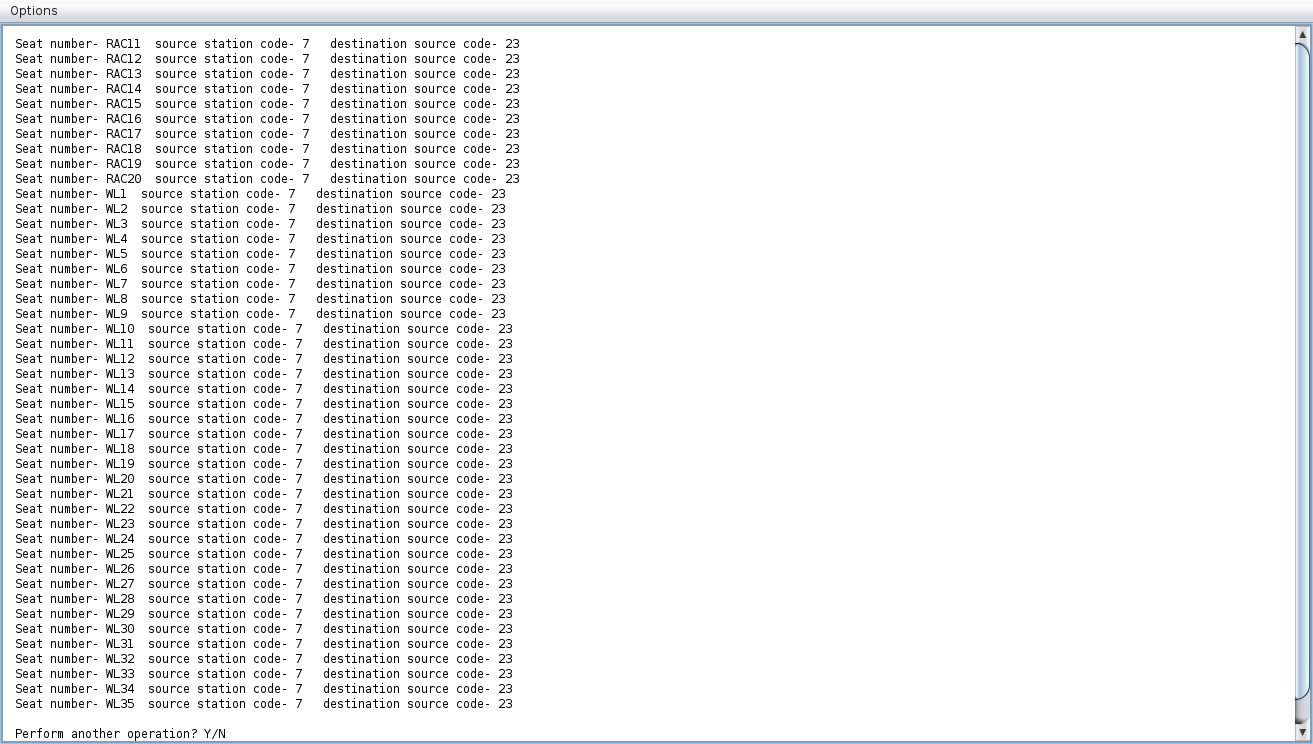 Options
Seat number- RAC11  source station code- 7   destination source code- 23
Seat number- RAC12  source station code- 7   destination source code- 23
Seat number- RAC13  source station code- 7   destination source code- 23
Seat number- RAC14  source station code- 7   destination source code- 23
Seat number- RAC15  source station code- 7   destination source code- 23
Seat number- RAC16  source station code- 7   destination source code- 23
Seat number- RAC17  source station code- 7   destination source code- 23
Seat number- RAC18  source station code- 7   destination source code- 23
Seat number- RAC19  source station code- 7   destination source code- 23
Seat number- RAC20  source station code- 7   destination source code- 23
Seat number- WL1  source station code- 7   destination source code- 23
Seat number- WL2  source station code- 7   destination source code- 23
Seat number- WL3  source station code- 7   destination source code- 23
Seat number- WL4  source station code- 7   destination source code- 23
Seat number- WL5  source station code- 7   destination source code- 23
Seat number- WL6  source station code- 7   destination source code- 23
Seat number- WL7  source station code- 7   destination source code- 23
Seat number- WL8  source station code- 7   destination source code- 23
Seat number- WL9  source station code- 7   destination source code- 23
Seat number- WL10  source station code- 7   destination source code- 23
Seat number- WL11  source station code- 7   destination source code- 23
Seat number- WL12  source station code- 7   destination source code- 23
Seat number- WL13  source station code- 7   destination source code- 23
Seat number- WL14  source station code- 7   destination source code- 23
Seat number- WL15  source station code- 7   destination source code- 23
Seat number- WL16  source station code- 7   destination source code- 23
Seat number- WL17  source station code- 7   destination source code- 23
Seat number- WL18  source station code- 7   destination source code- 23
Seat number- WL19  source station code- 7   destination source code- 23
Seat number- WL20  source station code- 7   destination source code- 23
Seat number- WL21  source station code- 7   destination source code- 23
Seat number- WL22  source station code- 7   destination source code- 23
Seat number- WL23  source station code- 7   destination source code- 23
Seat number- WL24  source station code- 7   destination source code- 23
Seat number- WL25  source station code- 7   destination source code- 23
Seat number- WL26  source station code- 7   destination source code- 23
Seat number- WL27  source station code- 7   destination source code- 23
Seat number- WL28  source station code- 7   destination source code- 23
Seat number- WL29  source station code- 7   destination source code- 23
Seat number- WL30  source station code- 7   destination source code- 23
Seat number- WL31  source station code- 7   destination source code- 23
Seat number- WL32  source station code- 7   destination source code- 23
Seat number- WL33  source station code- 7   destination source code- 23
Seat number- WL34  source station code- 7   destination source code- 23
Seat number- WL35  source station code- 7   destination source code- 23
Perform another operation? Y/N